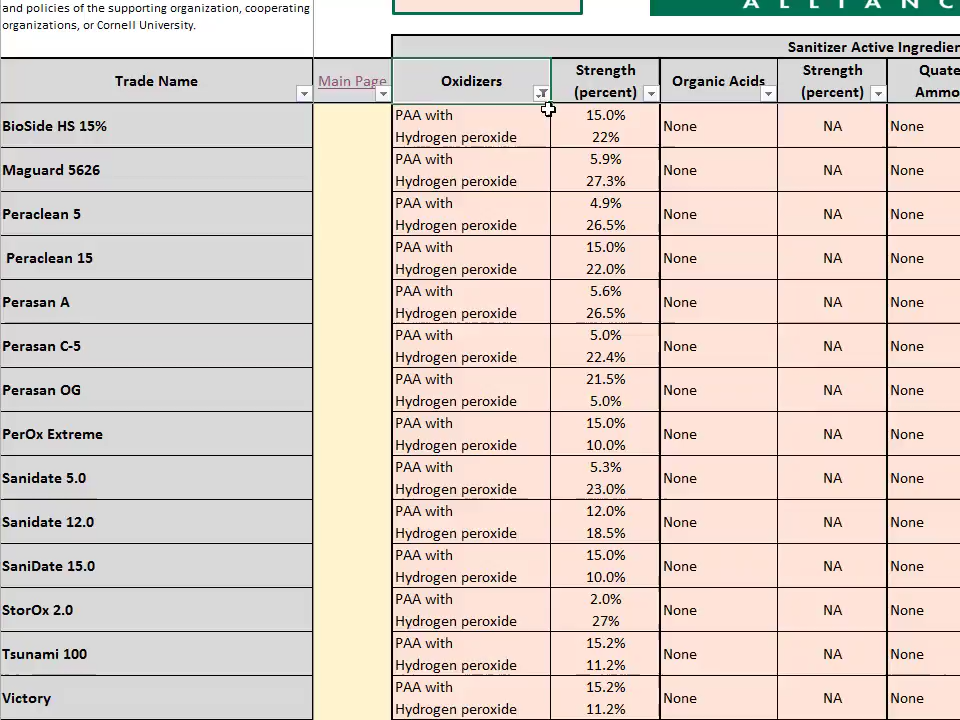 and policies of the supporting organization, cooperating
organizations, or Cornell University.
A L L I A N C
Sanitizer Active Ingredien
Trade Name
Main Page
Oxidizers
Strength
(percent)
Organic Acids
Strength
(percent)
Quate
Ammo
BioSide HS 15%
PAA with
Hydrogen peroxide
15.0%
22%
None
NA
None
Maguard 5626
PAA with
Hydrogen peroxide
5.9%
27.3%
None
NA
None
Peraclean 5
PAA with
Hydrogen peroxide
4.9%
26.5%
None
NA
None
Peraclean 15
PAA with
Hydrogen peroxide
15.0%
22.0%
None
NA
None
Perasan A
PAA with
Hydrogen peroxide
5.6%
26.5%
None
NA
None
Perasan C-5
PAA with
Hydrogen peroxide
5.0%
22.4%
None
NA
None
Perasan OG
PAA with
Hydrogen peroxide
21.5%
5.0%
None
NA
None
PerOx Extreme
PAA with
Hydrogen peroxide
15.0%
10.0%
None
NA
None
Sanidate 5.0
PAA with
Hydrogen peroxide
5.3%
23.0%
None
NA
None
Sanidate 12.0
PAA with
Hydrogen peroxide
12.0%
18.5%
None
NA
None
SaniDate 15.0
PAA with
Hydrogen peroxide
15.0%
10.0%
None
NA
None
StorOx 2.0
PAA with
Hydrogen peroxide
2.0%
27%
None
NA
None
Tsunami 100
PAA with
Hydrogen peroxide
15.2%
11.2%
None
NA
None
Victory
PAA with
Hydrogen peroxide
15.2%
11.2%
None
NA
None